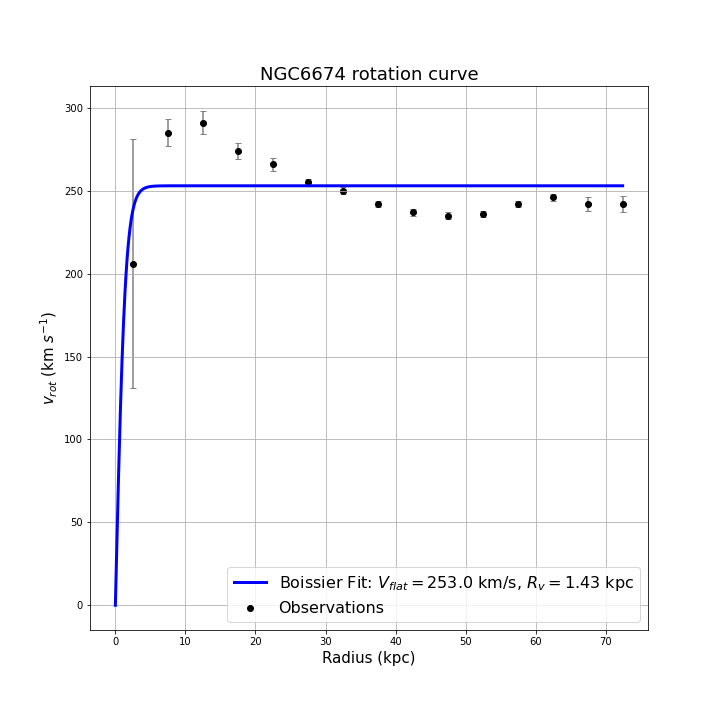 NGC6674 rotation curve
300
250
200
150
100
50
0
v_rot (km s⁻¹)
Boissier Fit: V_flat = 253.0 km/s, R_v = 1.43 kpc
Observations
0 10 20 30 40 50 60 70
Radius (kpc)